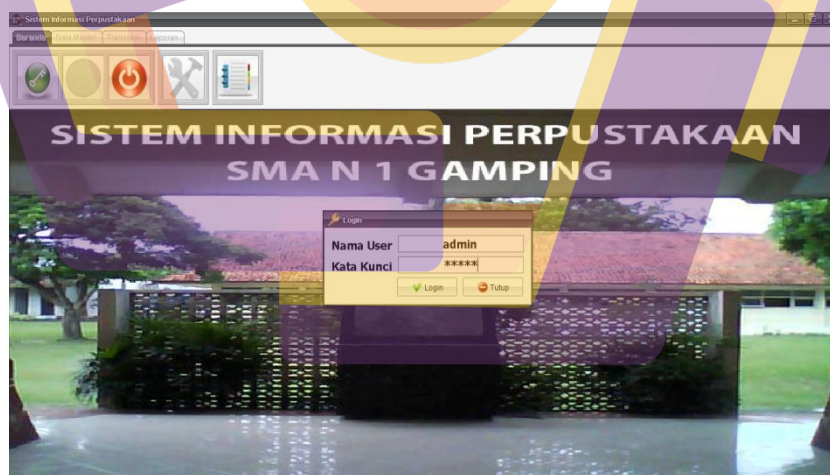 Sistem Informasi Perpustakaan
Beranda Data Master Transaksi Laporan
SISTEM INFORMASI PERPUSTAKAAN
SMA N 1 GAMPING
Login
Nama User admin
Kata Kunci *****
Login Tutup